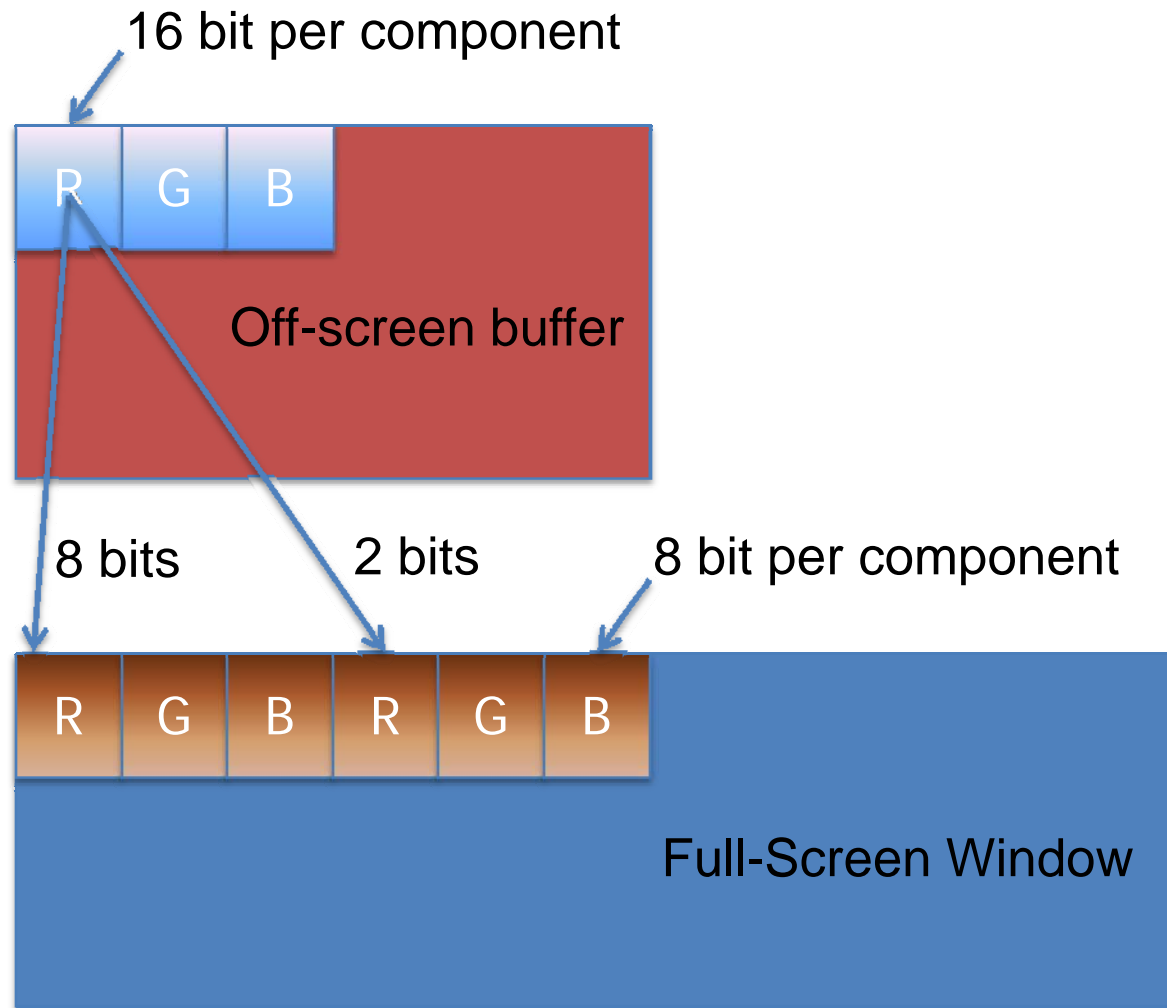 16 bit per component
R G B
Off-screen buffer
8 bits 2 bits 8 bit per component
R G B R G B
Full-Screen Window